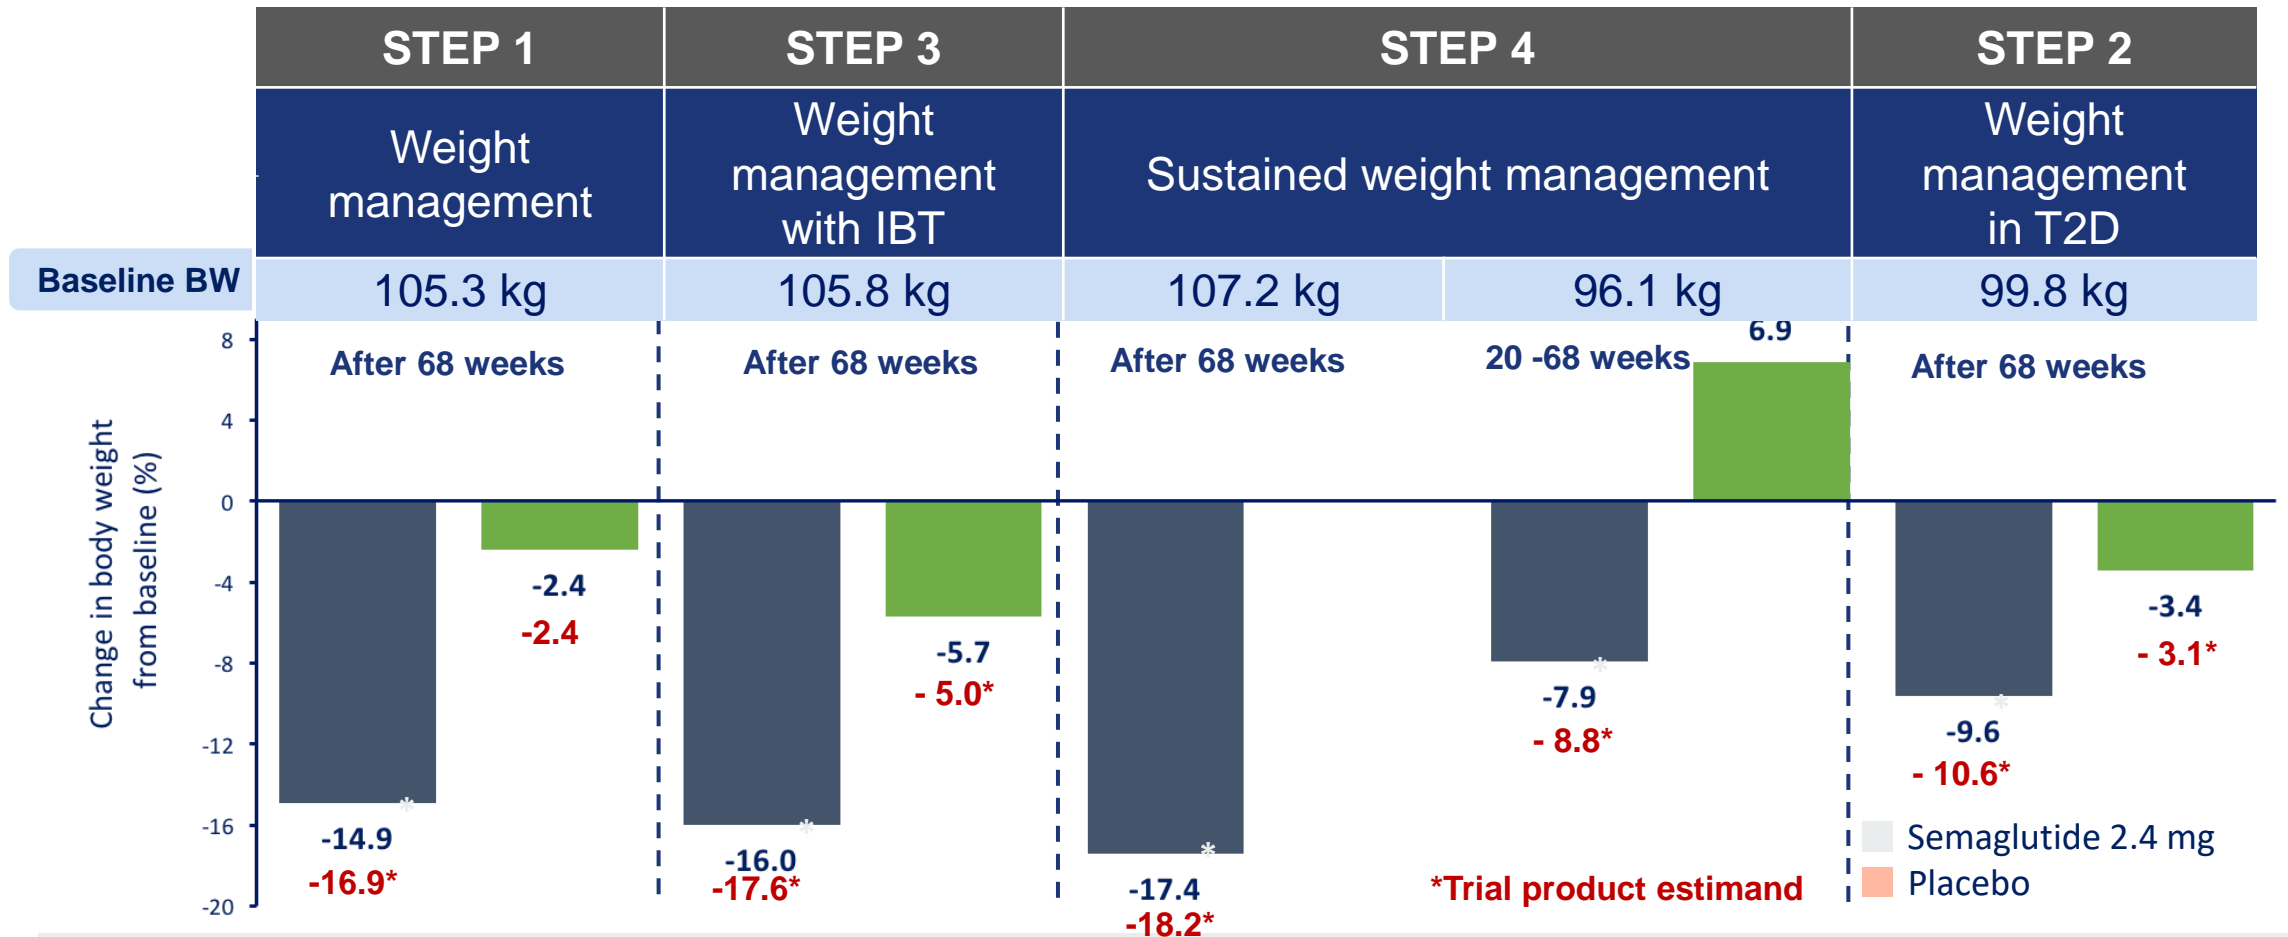 STEP 1
STEP 3
STEP 4
STEP 2
Weight
management
Weight
management
with IBT
Sustained weight management
Weight
management
in T2D
Baseline BW
105.3 kg
105.8 kg
107.2 kg
96.1 kg
99.8 kg
After 68 weeks
After 68 weeks
After 68 weeks
20 -68 weeks
After 68 weeks
Change in body weight
from baseline (%)
8
4
0
-4
-8
-12
-16
-20
*
-14.9
-16.9*
-2.4
-2.4
*
-16.0
-17.6*
-5.7
- 5.0*
*
-17.4
-18.2*
*
-7.9
- 8.8*
6.9
*
-9.6
- 10.6*
-3.4
- 3.1*
*Trial product estimand
Semaglutide 2.4 mg
Placebo